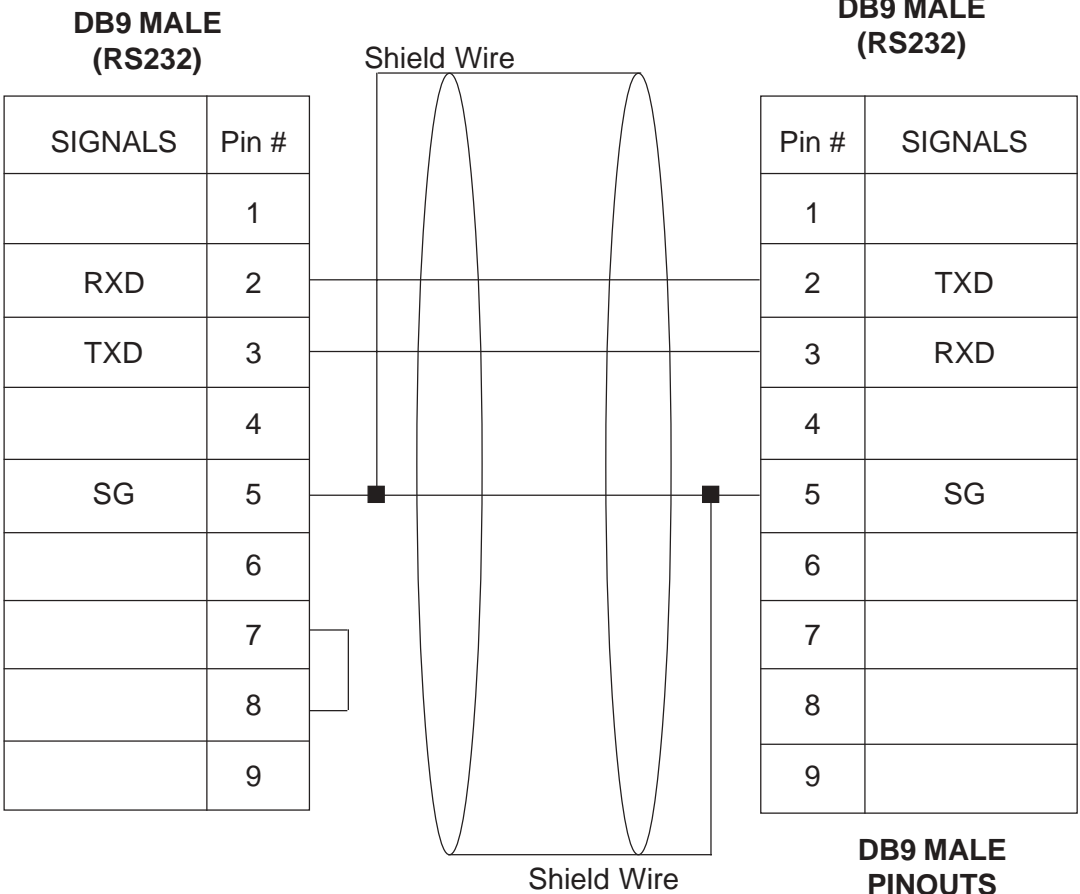 DB9 MALE
(RS232)
DB9 MALE
(RS232)
Shield Wire
SIGNALS Pin #
1
RXD 2
TXD 3
4
SG 5
6
7
8
9
Pin # SIGNALS
1
2 TXD
3 RXD
4
5 SG
6
7
8
9
Shield Wire
DB9 MALE
PINOUTS